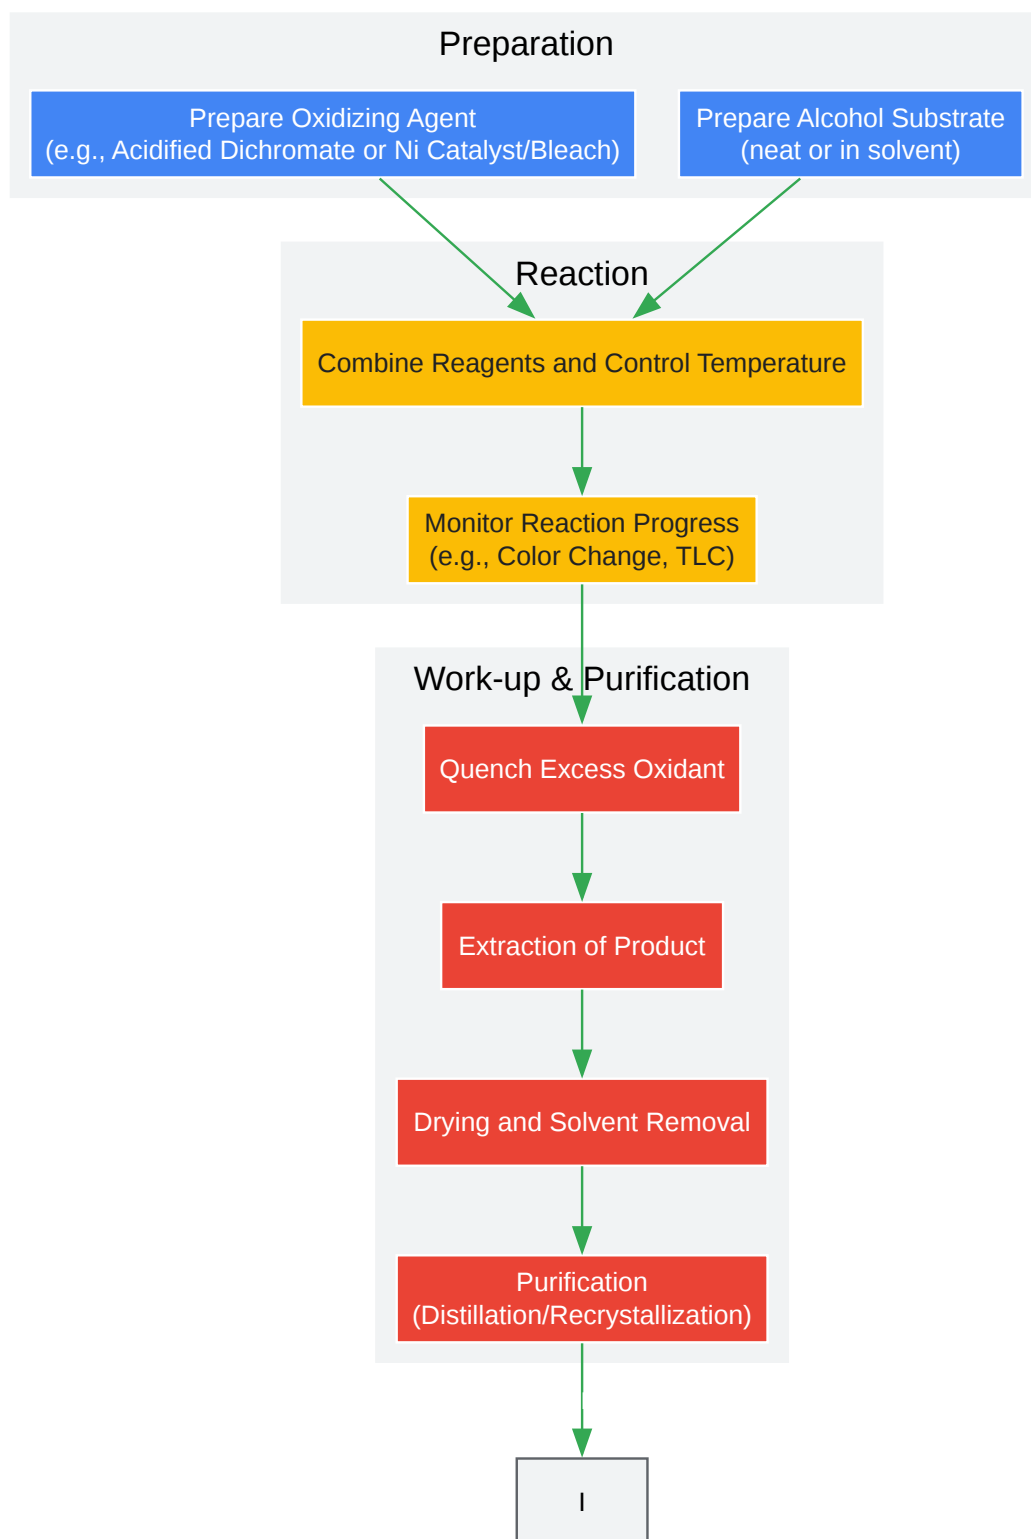 Preparation
Prepare Oxidizing Agent
(e.g., Acidified Dichromate or Ni Catalyst/Bleach)
Prepare Alcohol Substrate
(neat or in solvent)
Reaction
Combine Reagents and Control Temperature
Monitor Reaction Progress
(e.g., Color Change, TLC)
Work-up & Purification
Quench Excess Oxidant
Extraction of Product
Drying and Solvent Removal
Purification
(Distillation/Recrystallization)
I